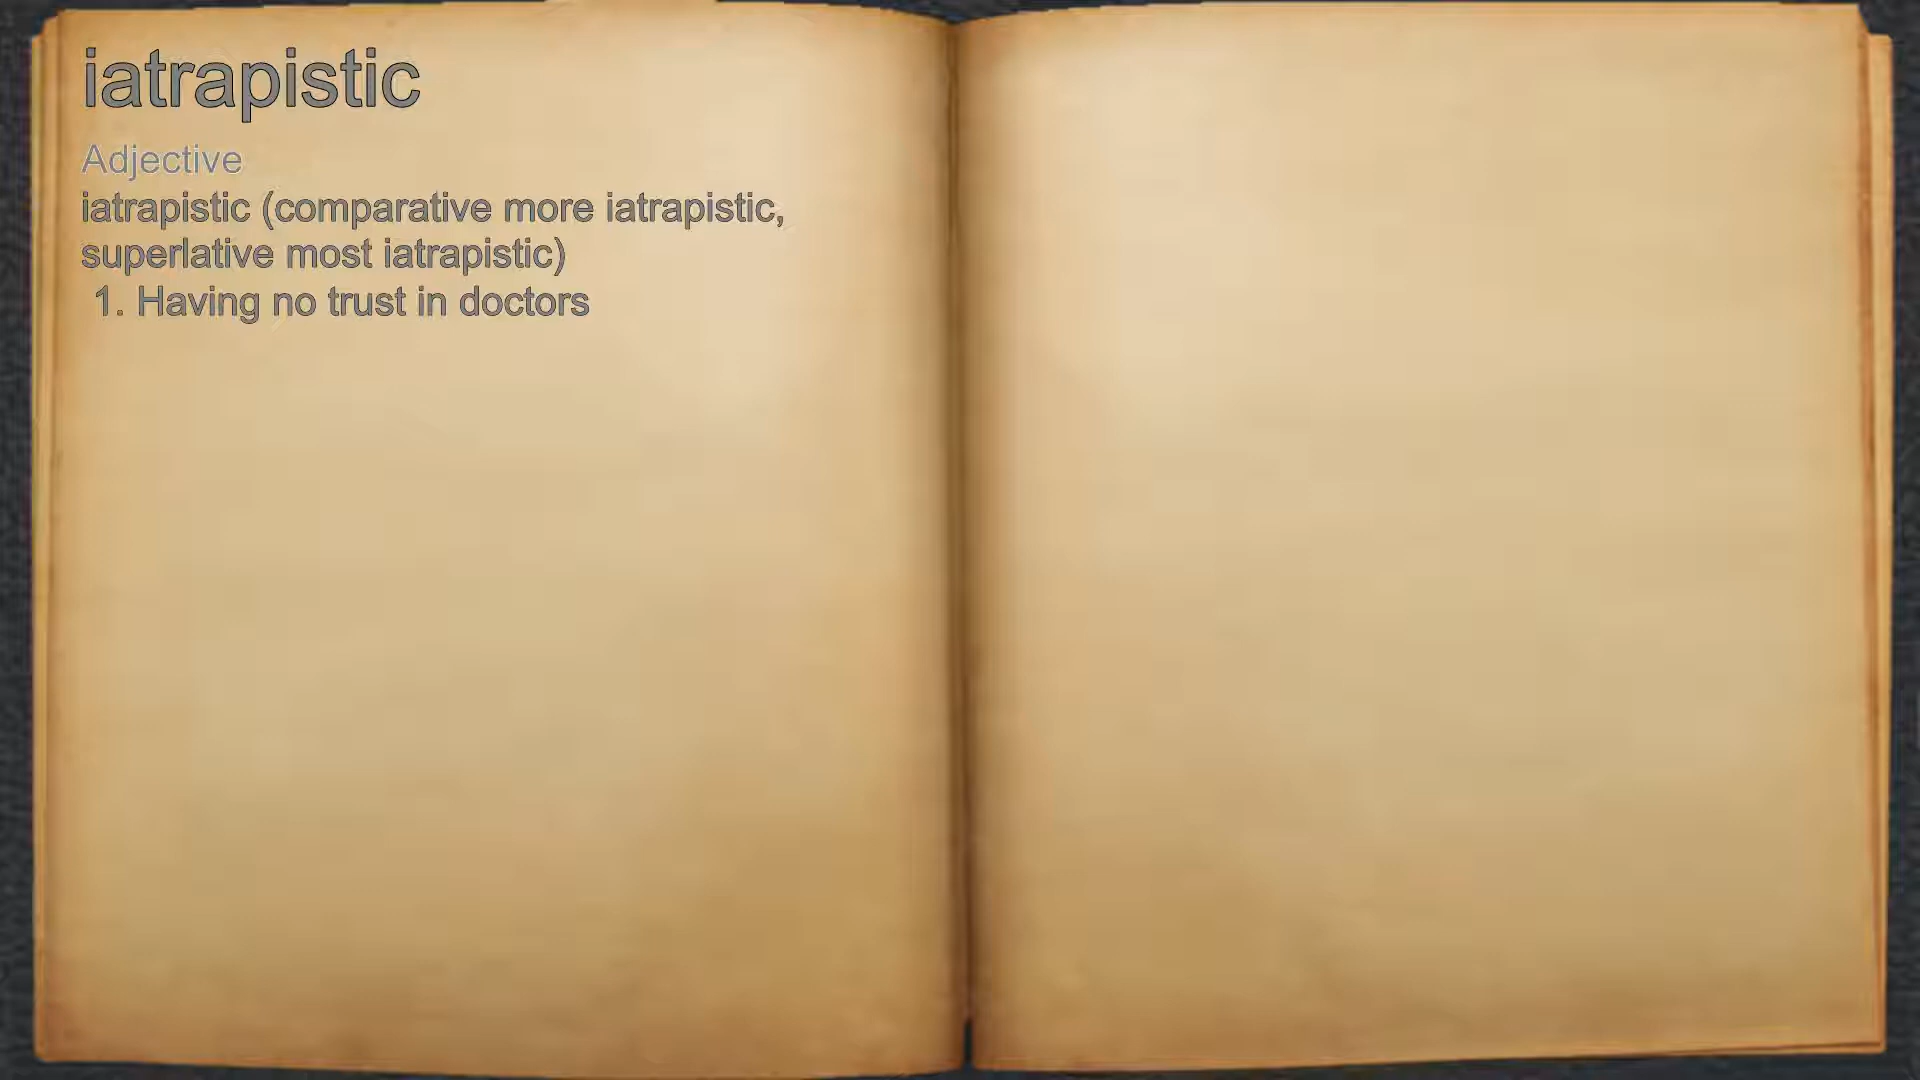 iatrapistic
Adjective
iatrapistic (comparative more iatrapistic,
superlative most iatrapistic)
1. Having no trust in doctors